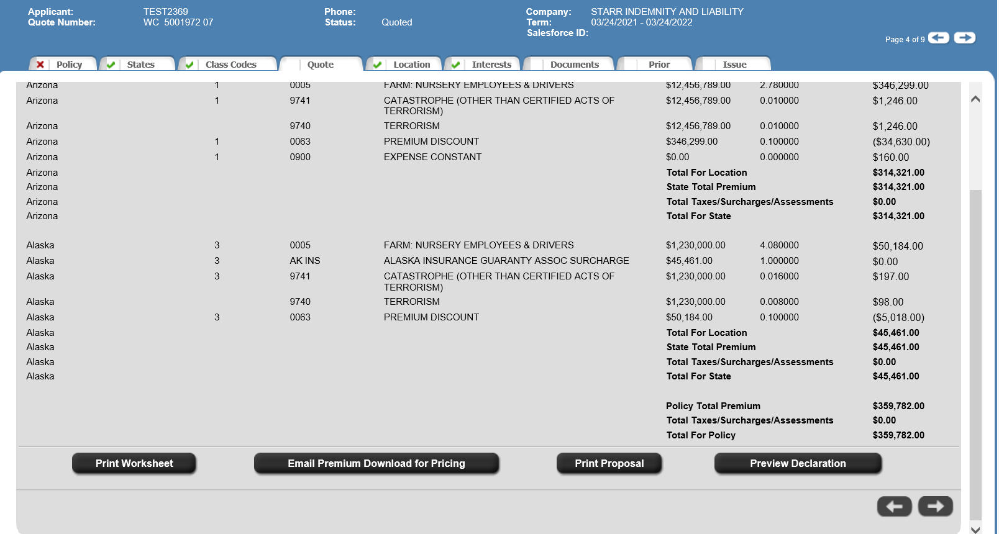 Applicant: TEST2369 Phone: Company: STARR INDEMNITY AND LIABILITY
Quote Number: WC 5001972 07 Status: Quoted Term: 03/24/2021 - 03/24/2022
Salesforce ID:
Page 4 of 9
Policy States Class Codes Quote Location Interests Documents Prior Issue
Arizona 1 0005 FARM: NURSERY EMPLOYEES & DRIVERS $12,456,789.00 2.780000 $346,299.00
Arizona 1 9741 CATASTROPHE (OTHER THAN CERTIFIED ACTS OF $12,456,789.00 0.010000 $1,246.00
TERRORISM)
Arizona 9740 TERRORISM $12,456,789.00 0.010000 $1,246.00
Arizona 1 0063 PREMIUM DISCOUNT $346,299.00 0.100000 ($34,630.00)
Arizona 1 0900 EXPENSE CONSTANT $0.00 0.000000 $160.00
Arizona Total For Location $314,321.00
Arizona State Total Premium $314,321.00
Arizona Total Taxes/Surcharges/Assessments $0.00
Arizona Total For State $314,321.00
Alaska 3 0005 FARM: NURSERY EMPLOYEES & DRIVERS $1,230,000.00 4.080000 $50,184.00
Alaska 3 AK INS ALASKA INSURANCE GUARANTY ASSOC SURCHARGE $45,461.00 1.000000 $0.00
Alaska 3 9741 CATASTROPHE (OTHER THAN CERTIFIED ACTS OF $1,230,000.00 0.016000 $197.00
TERRORISM)
Alaska 9740 TERRORISM $1,230,000.00 0.008000 $98.00
Alaska 3 0063 PREMIUM DISCOUNT $50,184.00 0.100000 ($5,018.00)
Alaska Total For Location $45,461.00
Alaska State Total Premium $45,461.00
Alaska Total Taxes/Surcharges/Assessments $0.00
Alaska Total For State $45,461.00
Policy Total Premium $359,782.00
Total Taxes/Surcharges/Assessments $0.00
Total For Policy $359,782.00
Print Worksheet Email Premium Download for Pricing Print Proposal Preview Declaration